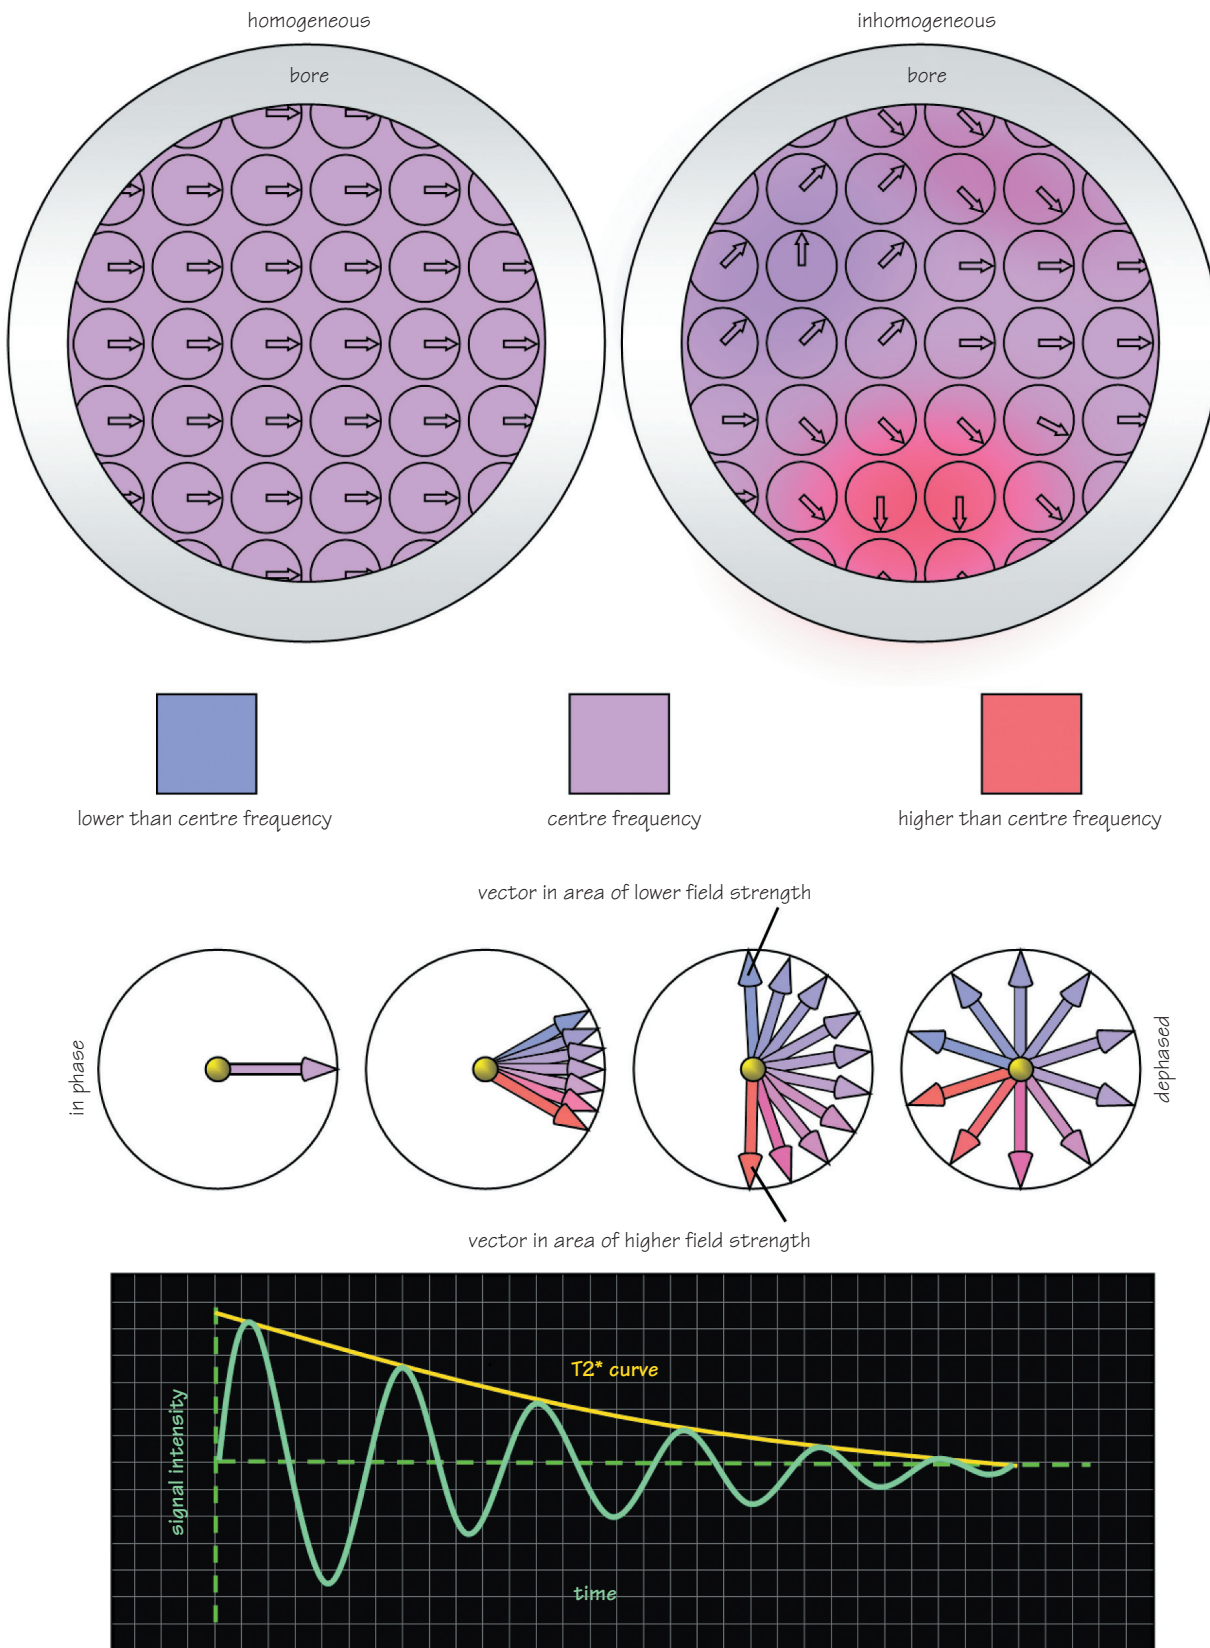 homogeneous
inhomogeneous
bore
bore
lower than centre frequency
centre frequency
higher than centre frequency
vector in area of lower field strength
in phase
dephased
vector in area of higher field strength
T2* curve
signal intensity
time